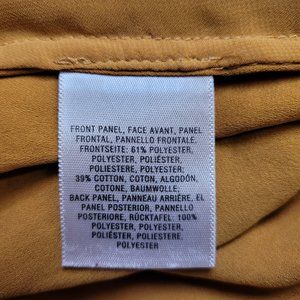 FRONT PANEL, FACE AVANT, PANEL
FRONTAL, PANNELLO FRONTALE,
FRONTSEITE: 61% POLYESTER,
POLYESTER, POLIÉSTER,
POLIESTERE, POLYESTER,
39% COTTON, COTON, ALGODÓN,
COTONE, BAUMWOLLE;
BACK PANEL, PANNEAU ARRIÈRE, EL
PANEL POSTERIOR, PANNELLO
POSTERIORE, RÜCKTAFEL: 100%
POLYESTER, POLYESTER,
POLIÉSTER, POLIESTERE,
POLYESTER